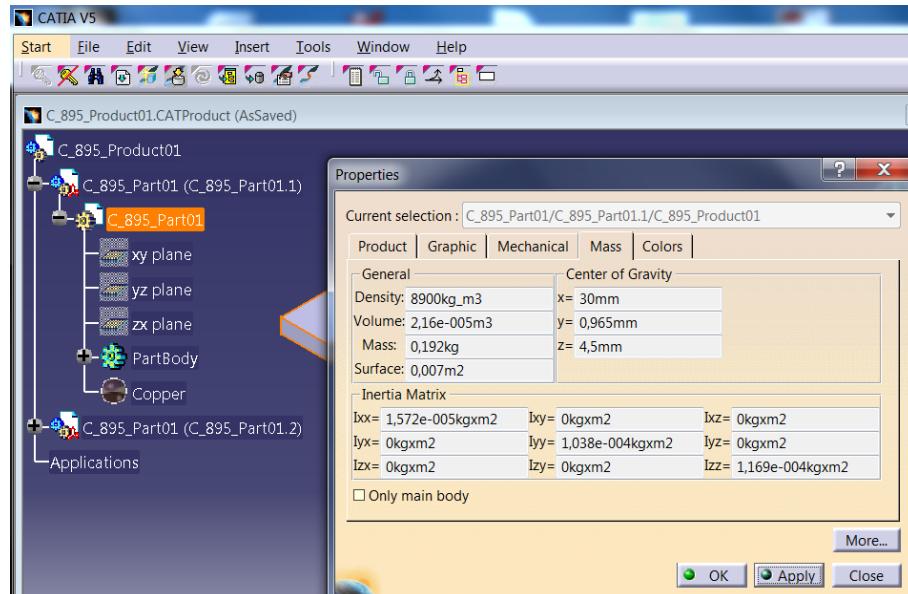 CATIA V5
Start File Edit View Insert Tools Window Help
C_895_Product01.CATProduct (AsSaved)
C_895_Product01
C_895_Part01 (C_895_Part01.1)
C_895_Part01
xy plane
yz plane
zx plane
PartBody
Copper
C_895_Part01 (C_895_Part01.2)
Applications
Properties
Current selection : C_895_Part01/C_895_Part01.1/C_895_Product01
Product Graphic Mechanical Mass Colors
General Center of Gravity
Density: 8900kg_m3 x= 30mm
Volume: 2,16e-005m3 y= 0,965mm
Mass: 0,192kg z= 4,5mm
Surface: 0,007m2
Inertia Matrix
Ixx= 1,572e-005kgxm2 Ixy= 0kgxm2 Ixz= 0kgxm2
Iyx= 0kgxm2 Iyy= 1,038e-004kgxm2 Iyz= 0kgxm2
Izx= 0kgxm2 Izy= 0kgxm2 Izz= 1,169e-004kgxm2
Only main body
More...
OK Apply Close